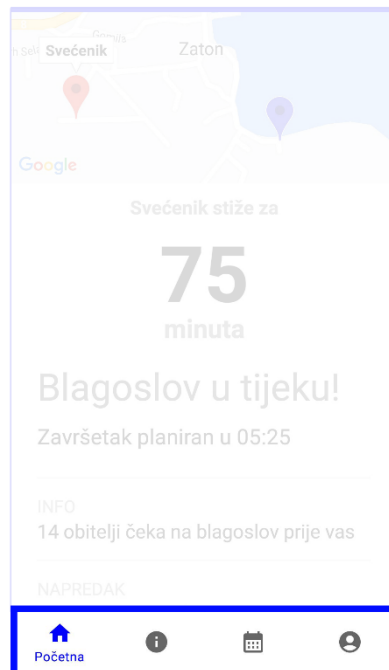 Gornji
Svećenik
Zaton
Google
Svećenik stiže za
75
minuta
Blagoslov u tijeku!
Završetak planiran u 05:25
INFO
14 obitelji čeka na blagoslov prije vas
NAPREDAK
Početna